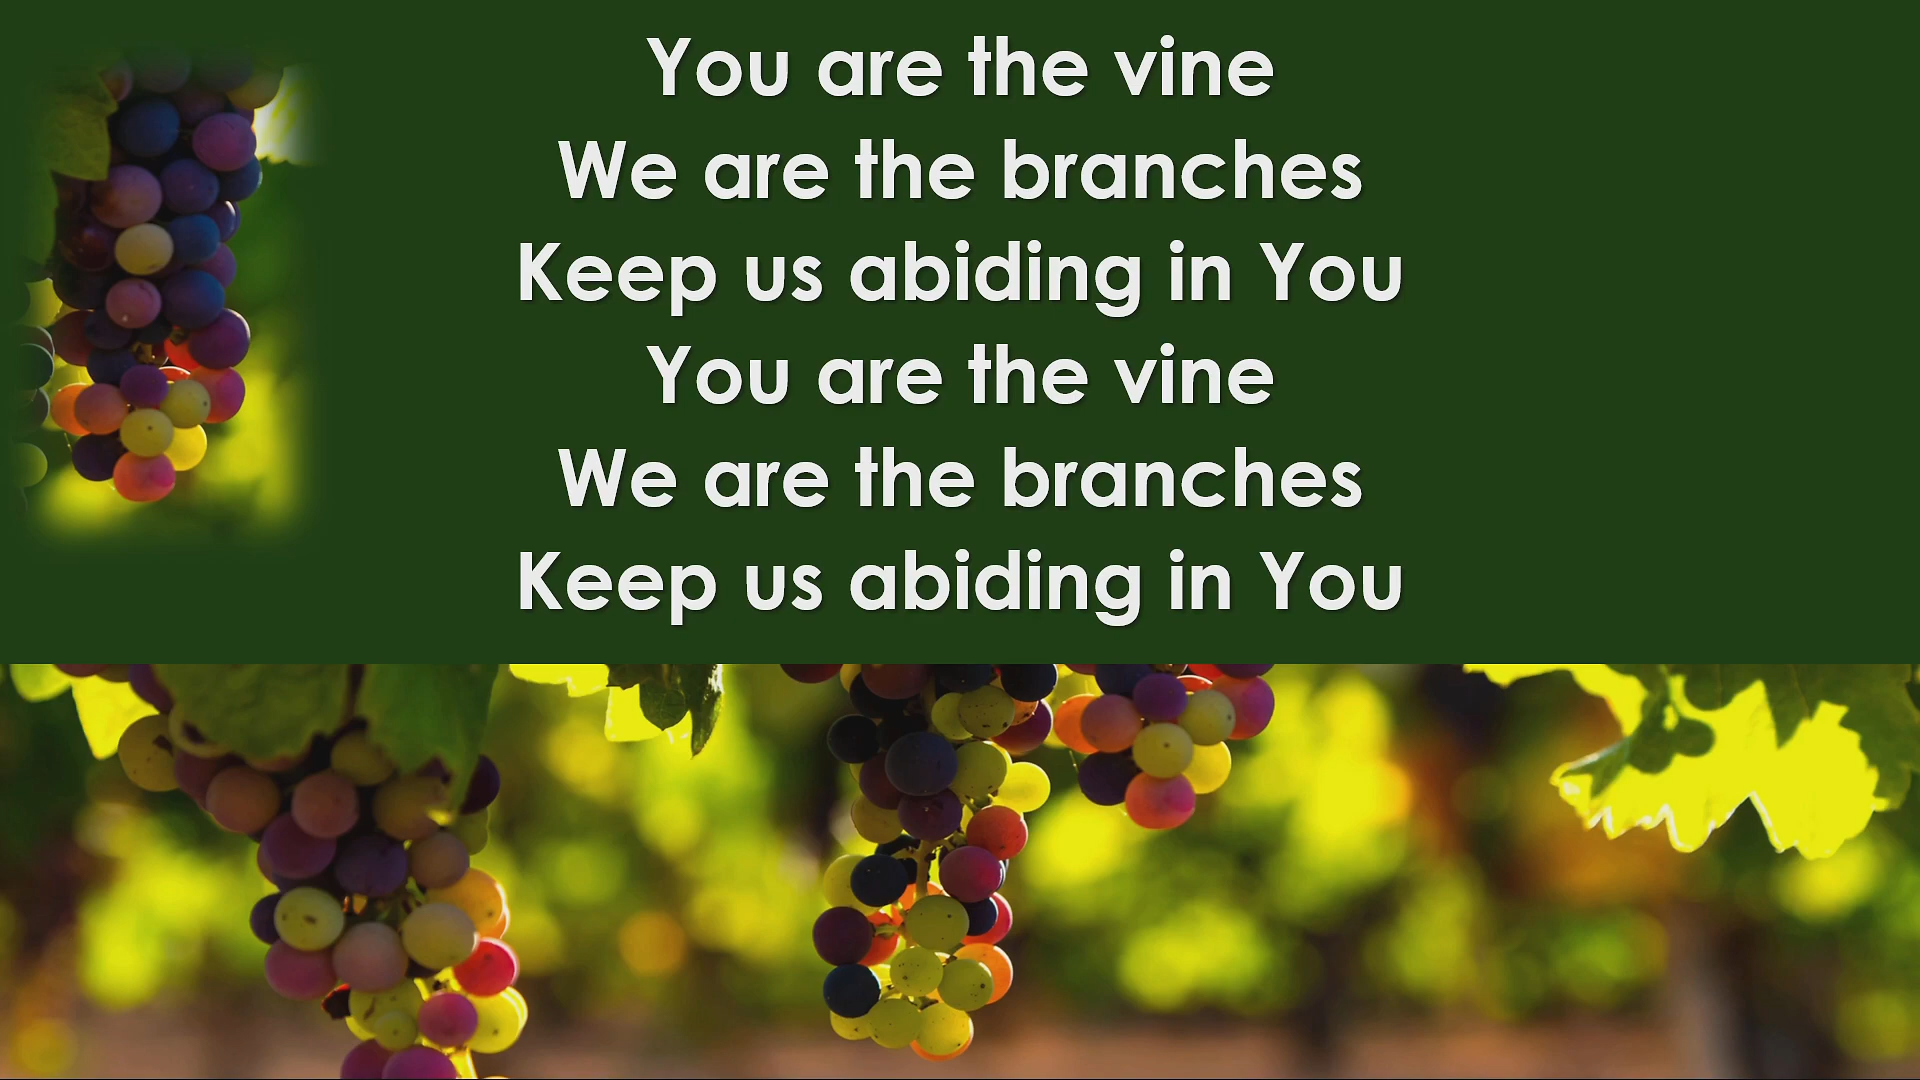 You are the vine
We are the branches
Keep us abiding in You
You are the vine
We are the branches
Keep us abiding in You